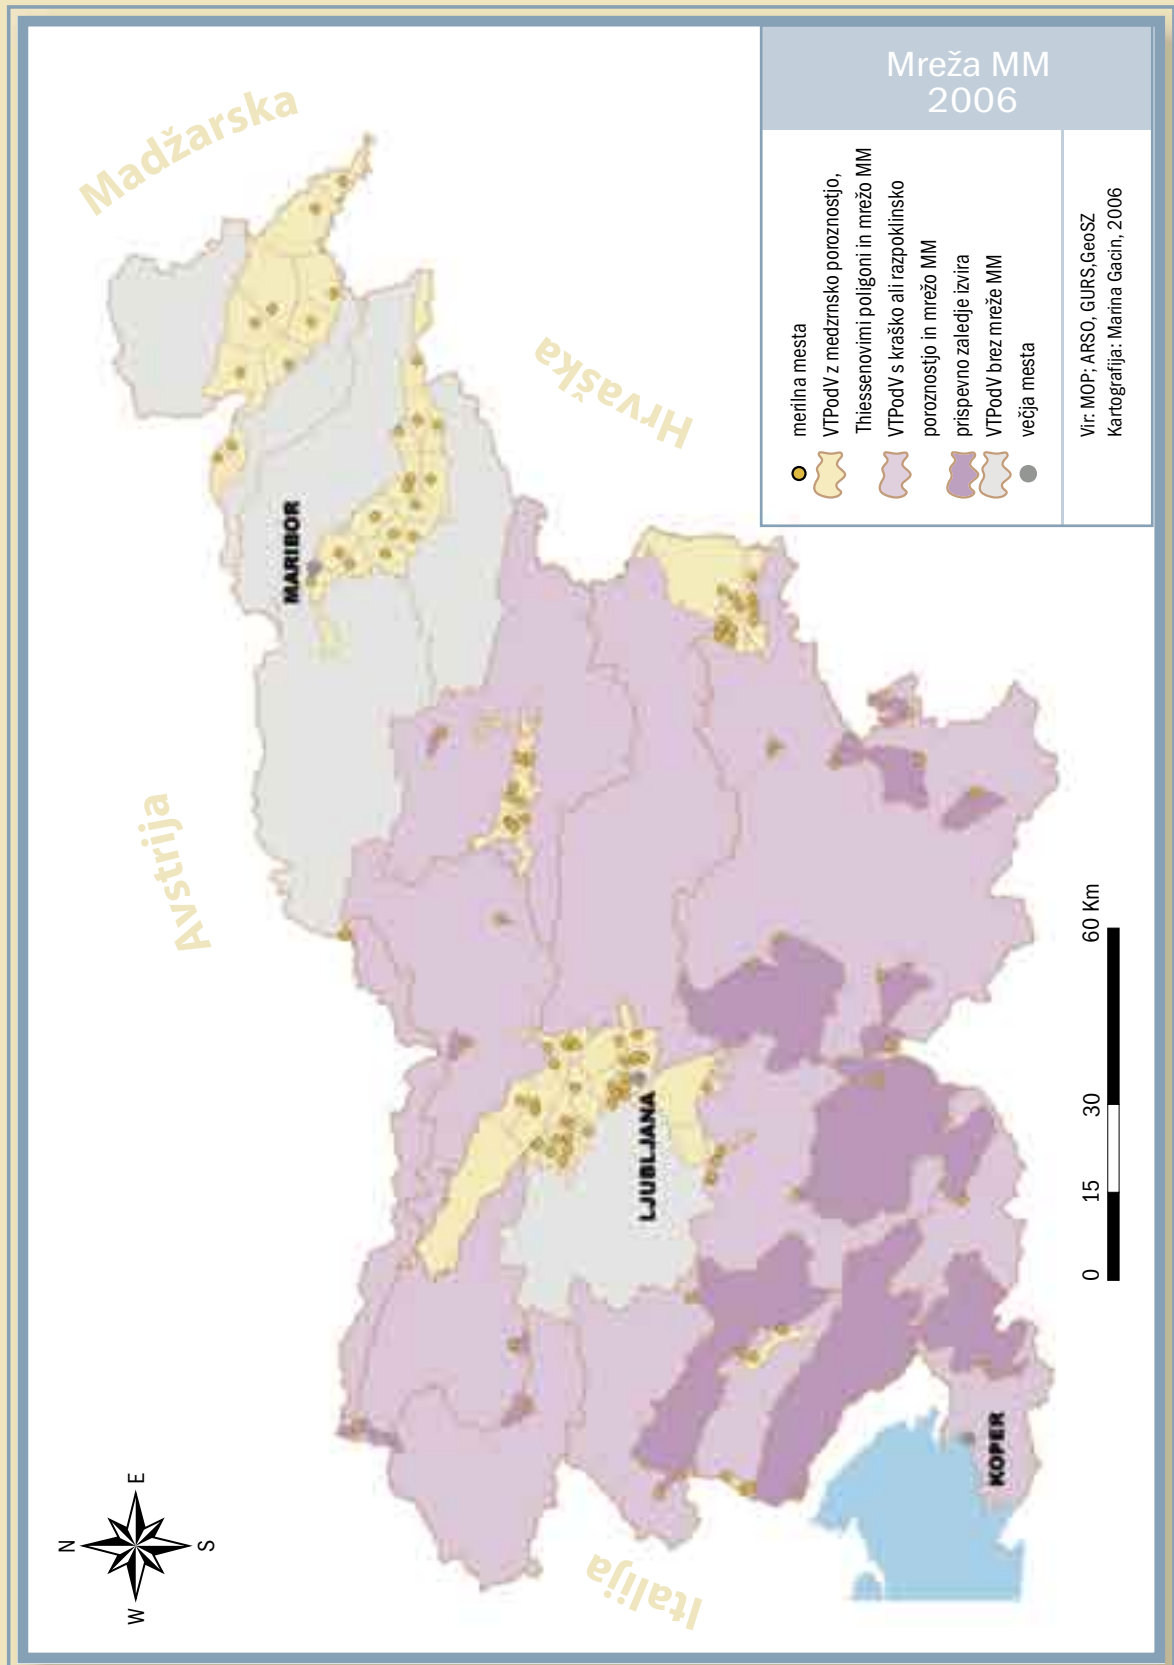 Mreža MM
2006
merilna mesta
VTPodV z medzrnsko poroznostjo,
Thiessenovimi poligoni in mrežo MM
VTPodV s kraško ali razpoklinsko
poroznostjo in mrežo MM
prispevno zaledje izvira
VTPodV brez mreže MM
večja mesta
Vir: MOP; ARSO, GURS,GeoSZ
Kartografija: Marina Gacin, 2006
Madžarska
Avstrija
Hrvaška
Italija
MARIBOR
LJUBLJANA
KOPER
N
W
E
S
0
15
30
60 Km